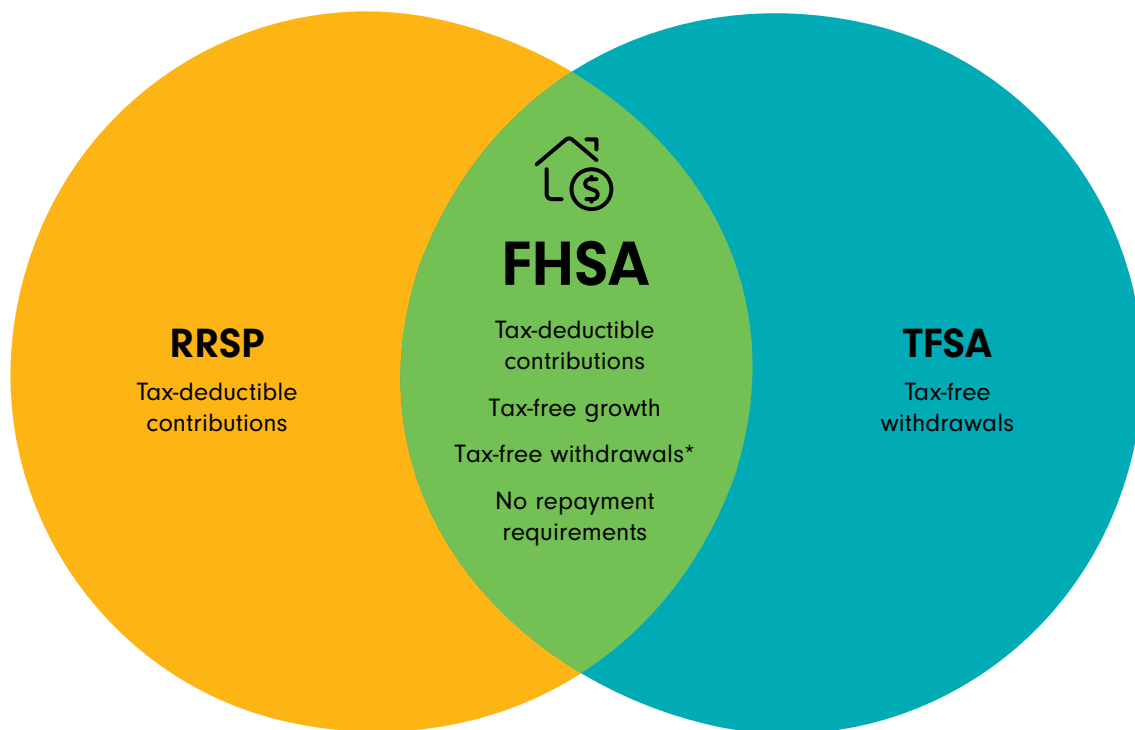 RRSP
Tax-deductible
contributions
FHSA
Tax-deductible
contributions
Tax-free growth
Tax-free withdrawals*
No repayment
requirements
TFSA
Tax-free
withdrawals